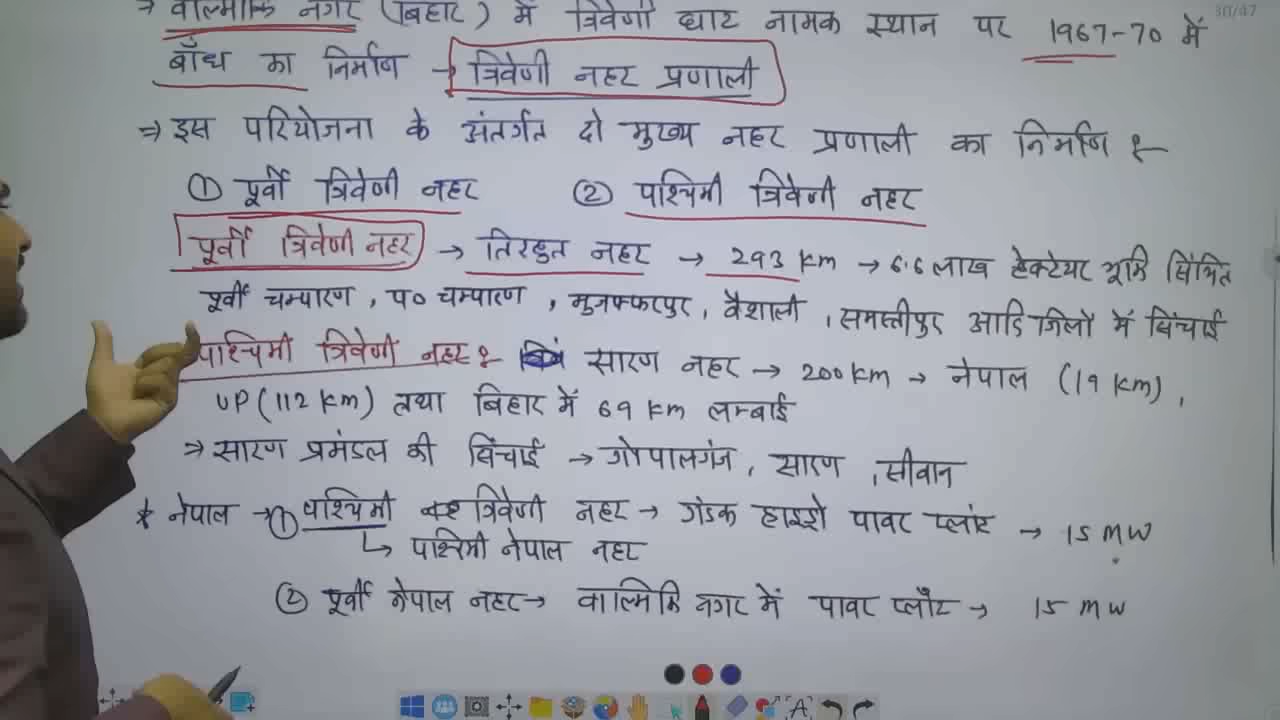 30/47
→ वाल्मीकि नगर (बिहार) में त्रिवेणी घाट नामक स्थान पर 1967-70 में
बाँध का निर्माण → त्रिवेणी नहर प्रणाली
⇒ इस परियोजना के अंतर्गत दो मुख्य नहर प्रणाली का निर्माण :-
① पूर्वी त्रिवेणी नहर ② पश्चिमी त्रिवेणी नहर
पूर्वी त्रिवेणी नहर → तिरहुत नहर → 293 km → 6.6 लाख हेक्टेयर भूमि सिंचित
पूर्वी चम्पारण, प० चम्पारण, मुजफ्फरपुर, वैशाली, समस्तीपुर आदि जिलों में सिंचाई
पश्चिमी त्रिवेणी नहर : सारण नहर → 200 km → नेपाल (19 km),
UP (112 km) तथा बिहार में 69 km लम्बाई
⇒ सारण प्रमंडल की सिंचाई → गोपालगंज, सारण, सीवान
* नेपाल → ① पश्चिमी त्रिवेणी नहर → गंडक हाइड्रो पावर प्लांट → 15 MW
↳ पश्चिमी नेपाल नहर
② पूर्वी नेपाल नहर → वाल्मिकि नगर में पावर प्लाँट → 15 MW